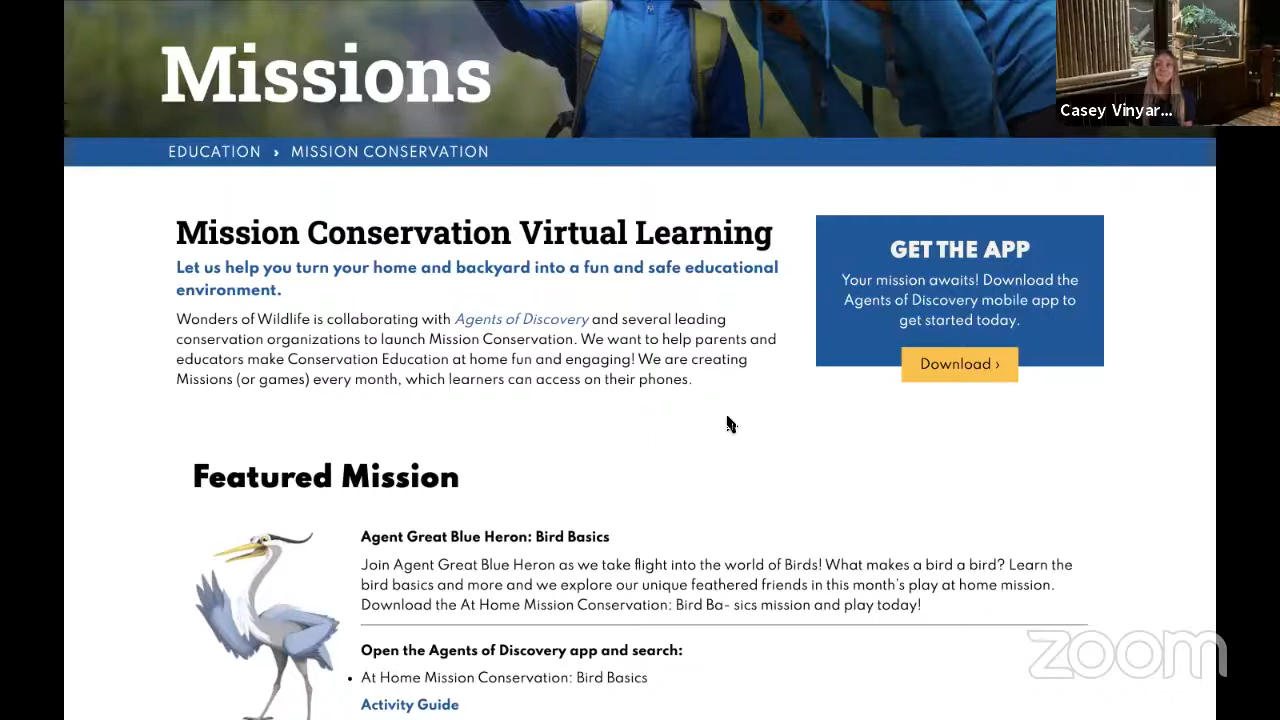 Missions
Casey Vinyar...
EDUCATION › MISSION CONSERVATION
Mission Conservation Virtual Learning
Let us help you turn your home and backyard into a fun and safe educational
environment.
Wonders of Wildlife is collaborating with Agents of Discovery and several leading
conservation organizations to launch Mission Conservation. We want to help parents and
educators make Conservation Education at home fun and engaging! We are creating
Missions (or games) every month, which learners can access on their phones.
GET THE APP
Your mission awaits! Download the
Agents of Discovery mobile app to
get started today.
Download ›
Featured Mission
Agent Great Blue Heron: Bird Basics
Join Agent Great Blue Heron as we take flight into the world of Birds! What makes a bird a bird? Learn the
bird basics and more and we explore our unique feathered friends in this month's play at home mission.
Download the At Home Mission Conservation: Bird Ba- sics mission and play today!
Open the Agents of Discovery app and search:
• At Home Mission Conservation: Bird Basics
Activity Guide
zoom